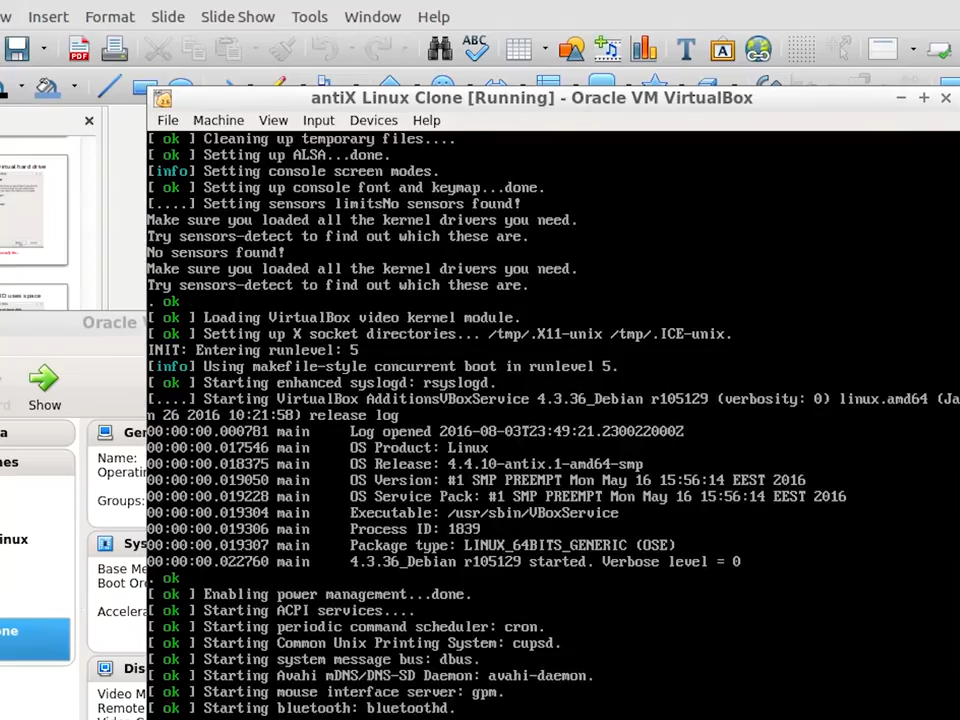 w Insert Format Slide Slide Show Tools Window Help
PDF ABC T A
antiX Linux Clone [Running] - Oracle VM VirtualBox
File Machine View Input Devices Help
[ ok ] Cleaning up temporary files....
[ ok ] Setting up ALSA...done.
[info] Setting console screen modes.
[ ok ] Setting up console font and keymap...done.
[....] Setting sensors limitsNo sensors found!
Make sure you loaded all the kernel drivers you need.
Try sensors-detect to find out which these are.
No sensors found!
Make sure you loaded all the kernel drivers you need.
Try sensors-detect to find out which these are.
. ok
[ ok ] Loading VirtualBox video kernel module.
[ ok ] Setting up X socket directories... /tmp/.X11-unix /tmp/.ICE-unix.
INIT: Entering runlevel: 5
[info] Using makefile-style concurrent boot in runlevel 5.
[ ok ] Starting enhanced syslogd: rsyslogd.
[....] Starting VirtualBox AdditionsVBoxService 4.3.36_Debian r105129 (verbosity: 0) linux.amd64 (Ja
n 26 2016 10:21:58) release log
00:00:00.000781 main     Log opened 2016-08-03T23:49:21.230022000Z
00:00:00.017546 main     OS Product: Linux
00:00:00.018375 main     OS Release: 4.4.10-antix.1-amd64-smp
00:00:00.019050 main     OS Version: #1 SMP PREEMPT Mon May 16 15:56:14 EEST 2016
00:00:00.019228 main     OS Service Pack: #1 SMP PREEMPT Mon May 16 15:56:14 EEST 2016
00:00:00.019304 main     Executable: /usr/sbin/VBoxService
00:00:00.019306 main     Process ID: 1839
00:00:00.019307 main     Package type: LINUX_64BITS_GENERIC (OSE)
00:00:00.022760 main     4.3.36_Debian r105129 started. Verbose level = 0
. ok
[ ok ] Enabling power management...done.
[ ok ] Starting ACPI services....
[ ok ] Starting periodic command scheduler: cron.
[ ok ] Starting Common Unix Printing System: cupsd.
[ ok ] Starting system message bus: dbus.
[ ok ] Starting Avahi mDNS/DNS-SD Daemon: avahi-daemon.
[ ok ] Starting mouse interface server: gpm.
[ ok ] Starting bluetooth: bluetoothd.
virtual hard drive
D uses space
Oracle V
Show
Gen
Name:
Operatin
Groups:
Sys
Base Me
Boot Ord
Accelera
Dis
Video M
Remote
inux
one